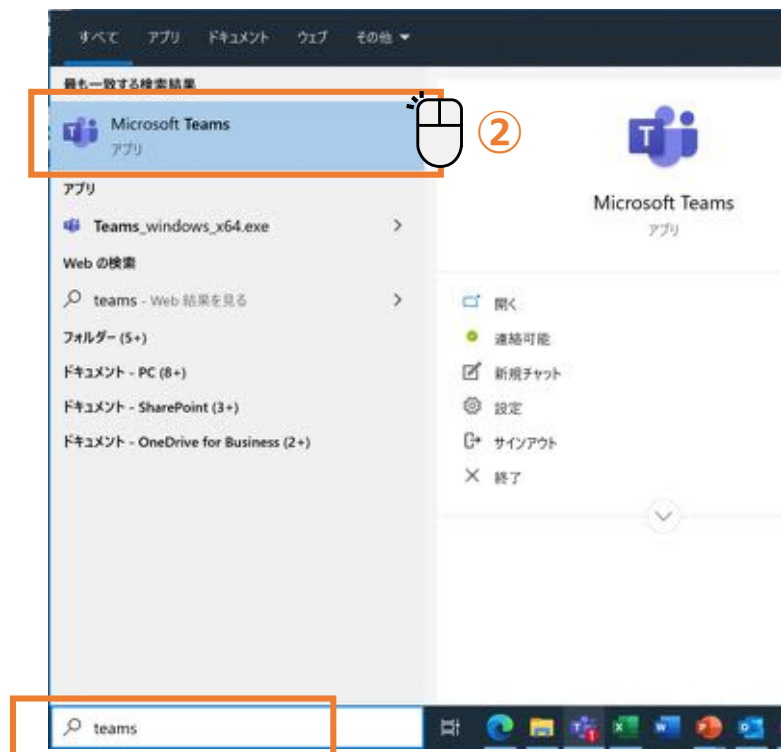 すべて アプリ ドキュメント ウェブ その他
最も一致する検索結果
Microsoft Teams
アプリ
②
Microsoft Teams
アプリ
アプリ
Teams_windows_x64.exe
Web の検索
teams - Web 結果を見る
フォルダー (5+)
ドキュメント - PC (8+)
ドキュメント - SharePoint (3+)
ドキュメント - OneDrive for Business (2+)
開く
連絡可能
新規チャット
設定
サインアウト
終了
teams